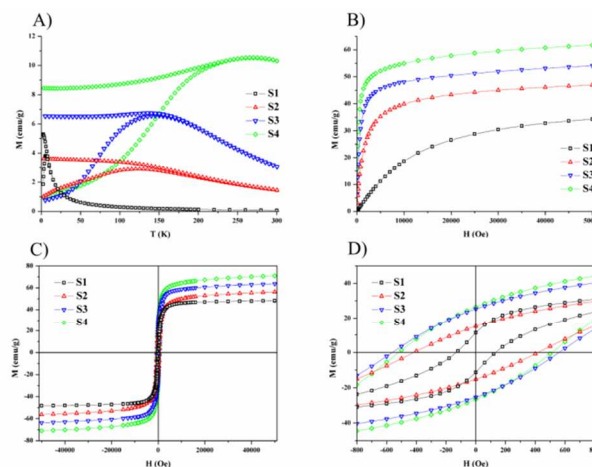 A)
M (emu/g)
12
10
8
6
4
2
0
S1
S2
S3
S4
0 50 100 150 200 250 300
T (K)
B)
M (emu/g)
60
50
40
30
20
10
0
S1
S2
S3
S4
0 10000 20000 30000 40000 5000
H (Oe)
C)
M (emu/g)
80
60
40
20
0
-20
-40
-60
-80
S1
S2
S3
S4
-40000 -20000 0 20000 40000
H (Oe)
D)
M (emu/g)
40
20
0
-20
-40
S1
S2
S3
S4
-800 -600 -400 -200 0 200 400 600
H (Oe)